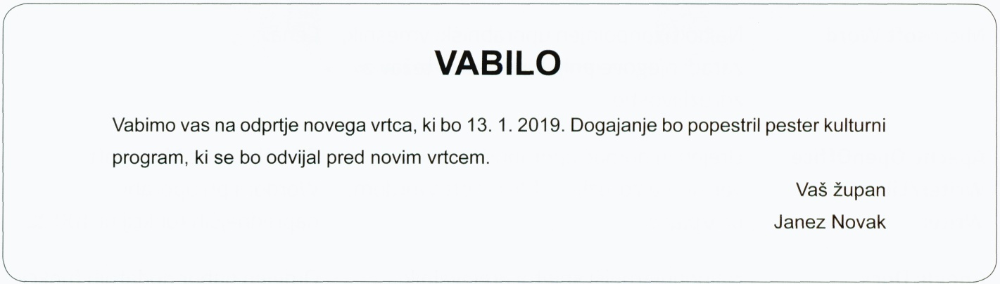 VABILO
Vabimo vas na odprtje novega vrtca, ki bo 13. 1. 2019. Dogajanje bo popestril pester kulturni
program, ki se bo odvijal pred novim vrtcem.
Vaš župan
Janez Novak